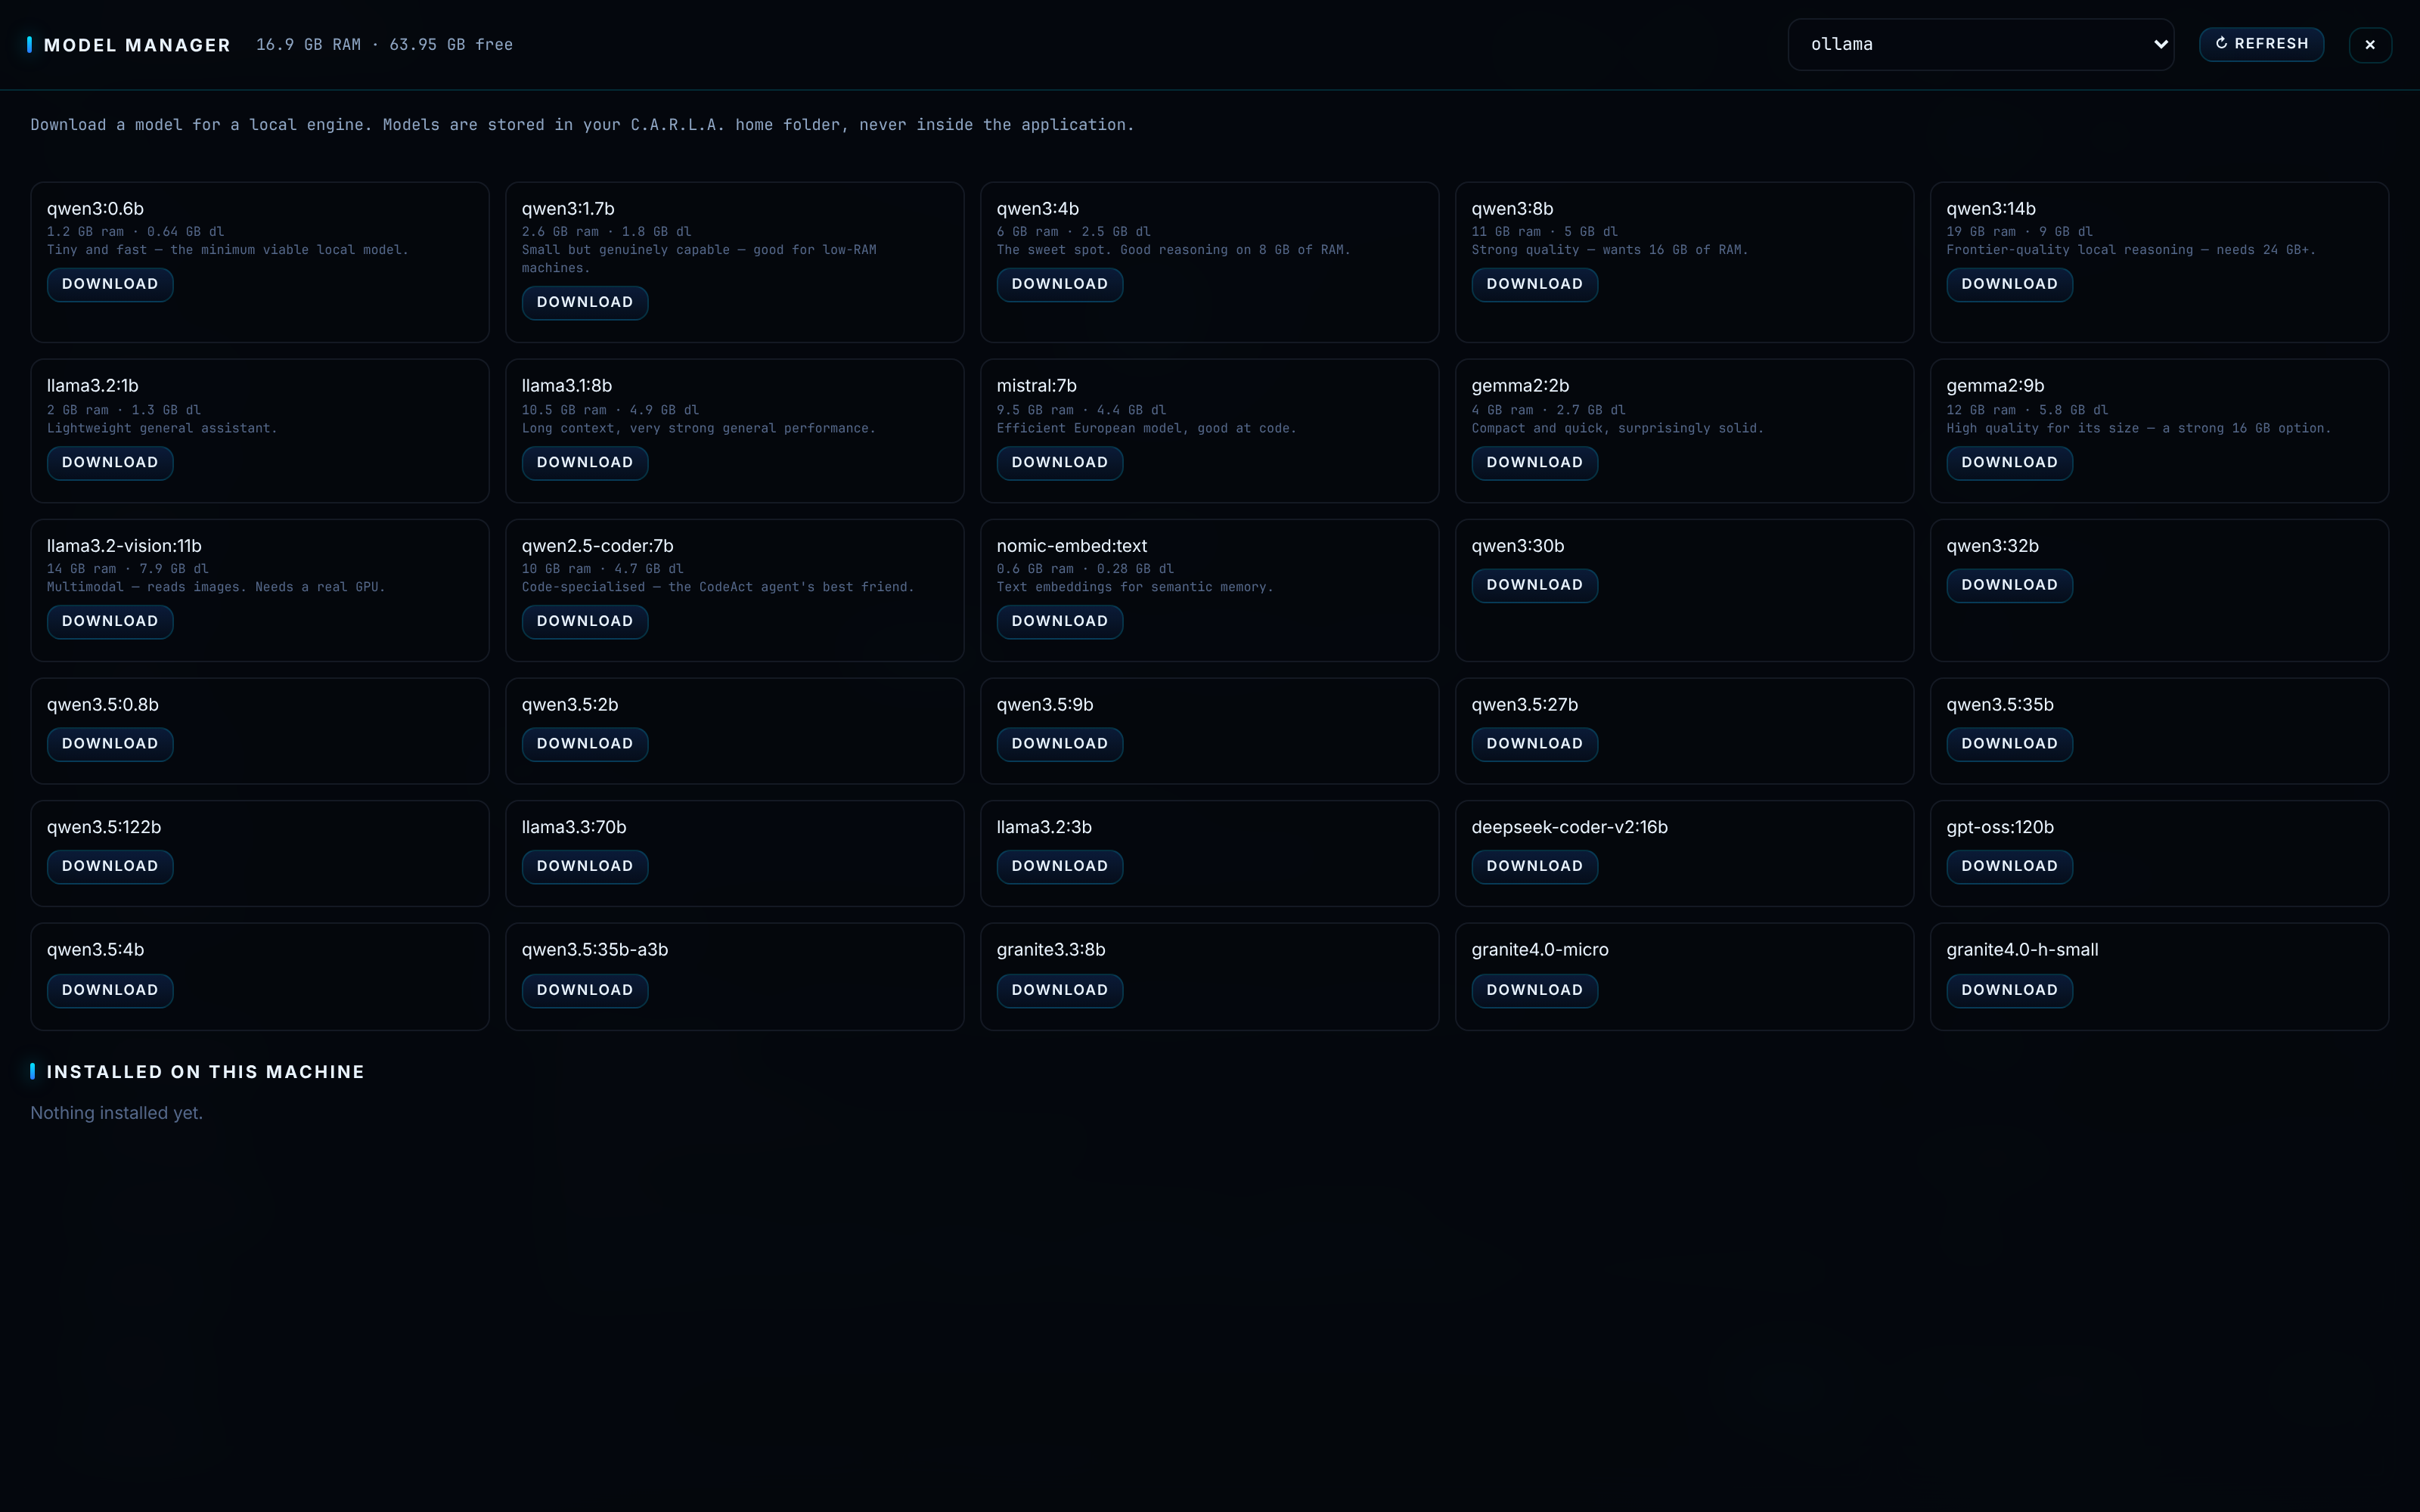 MODEL MANAGER 16.9 GB RAM · 63.95 GB free ollama ↻ REFRESH ×
Download a model for a local engine. Models are stored in your C.A.R.L.A. home folder, never inside the application.
qwen3:0.6b
1.2 GB ram · 0.64 GB dl
Tiny and fast — the minimum viable local model.
DOWNLOAD
qwen3:1.7b
2.6 GB ram · 1.8 GB dl
Small but genuinely capable — good for low-RAM
machines.
DOWNLOAD
qwen3:4b
6 GB ram · 2.5 GB dl
The sweet spot. Good reasoning on 8 GB of RAM.
DOWNLOAD
qwen3:8b
11 GB ram · 5 GB dl
Strong quality — wants 16 GB of RAM.
DOWNLOAD
qwen3:14b
19 GB ram · 9 GB dl
Frontier-quality local reasoning — needs 24 GB+.
DOWNLOAD
llama3.2:1b
2 GB ram · 1.3 GB dl
Lightweight general assistant.
DOWNLOAD
llama3.1:8b
10.5 GB ram · 4.9 GB dl
Long context, very strong general performance.
DOWNLOAD
mistral:7b
9.5 GB ram · 4.4 GB dl
Efficient European model, good at code.
DOWNLOAD
gemma2:2b
4 GB ram · 2.7 GB dl
Compact and quick, surprisingly solid.
DOWNLOAD
gemma2:9b
12 GB ram · 5.8 GB dl
High quality for its size — a strong 16 GB option.
DOWNLOAD
llama3.2-vision:11b
14 GB ram · 7.9 GB dl
Multimodal — reads images. Needs a real GPU.
DOWNLOAD
qwen2.5-coder:7b
10 GB ram · 4.7 GB dl
Code-specialised — the CodeAct agent's best friend.
DOWNLOAD
nomic-embed:text
0.6 GB ram · 0.28 GB dl
Text embeddings for semantic memory.
DOWNLOAD
qwen3:30b
DOWNLOAD
qwen3:32b
DOWNLOAD
qwen3.5:0.8b
DOWNLOAD
qwen3.5:2b
DOWNLOAD
qwen3.5:9b
DOWNLOAD
qwen3.5:27b
DOWNLOAD
qwen3.5:35b
DOWNLOAD
qwen3.5:122b
DOWNLOAD
llama3.3:70b
DOWNLOAD
llama3.2:3b
DOWNLOAD
deepseek-coder-v2:16b
DOWNLOAD
gpt-oss:120b
DOWNLOAD
qwen3.5:4b
DOWNLOAD
qwen3.5:35b-a3b
DOWNLOAD
granite3.3:8b
DOWNLOAD
granite4.0-micro
DOWNLOAD
granite4.0-h-small
DOWNLOAD
INSTALLED ON THIS MACHINE
Nothing installed yet.